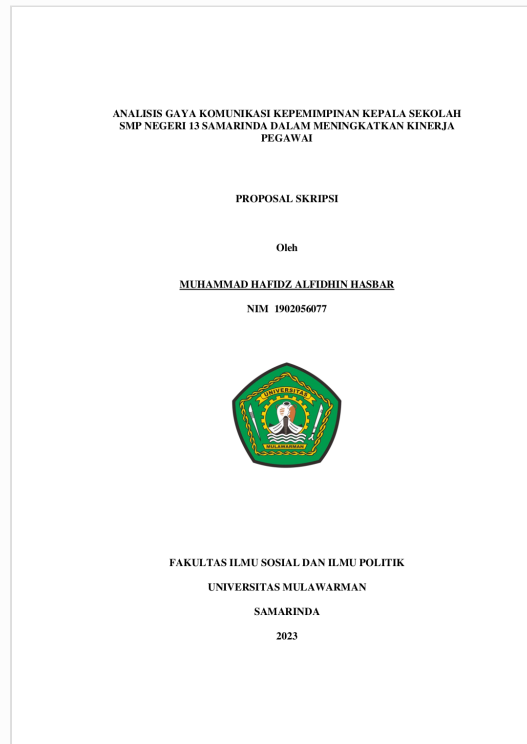 ANALISIS GAYA KOMUNIKASI KEPEMIMPINAN KEPALA SEKOLAH
SMP NEGERI 13 SAMARINDA DALAM MENINGKATKAN KINERJA
PEGAWAI
PROPOSAL SKRIPSI
Oleh
MUHAMMAD HAFIDZ ALFIDHIN HASBAR
NIM 1902056077
UNIVERSITAS
MULAWARMAN
FAKULTAS ILMU SOSIAL DAN ILMU POLITIK
UNIVERSITAS MULAWARMAN
SAMARINDA
2023